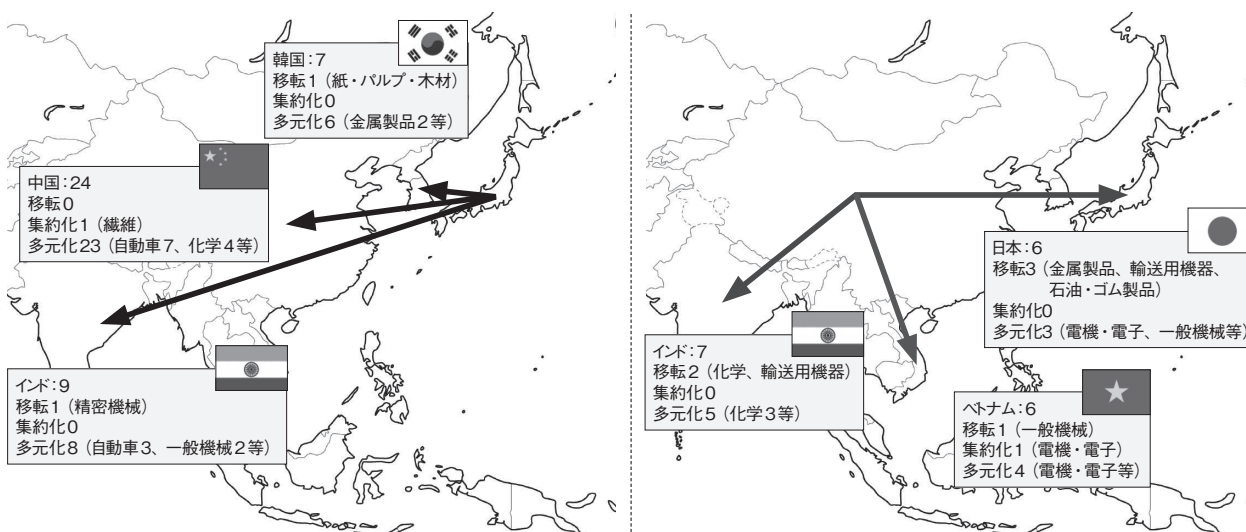 韓国:7
移転1(紙・パルプ・木材)
集約化0
多元化6(金属製品2等)
中国:24
移転0
集約化1(繊維)
多元化23(自動車7、化学4等)
インド:9
移転1(精密機械)
集約化0
多元化8(自動車3、一般機械2等)
日本:6
移転3(金属製品、輸送用機器、
石油・ゴム製品)
集約化0
多元化3(電機・電子、一般機械等)
インド:7
移転2(化学、輸送用機器)
集約化0
多元化5(化学3等)
ベトナム:6
移転1(一般機械)
集約化1(電機・電子)
多元化4(電機・電子等)